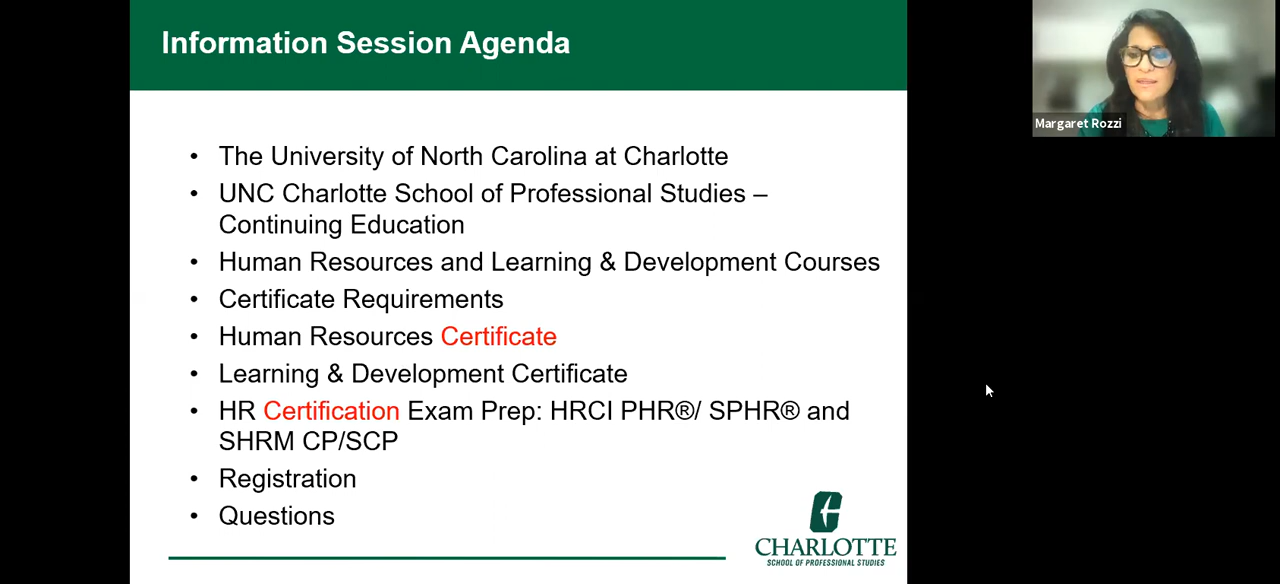 Information Session Agenda
Margaret Rozzi
• The University of North Carolina at Charlotte
• UNC Charlotte School of Professional Studies –
Continuing Education
• Human Resources and Learning & Development Courses
• Certificate Requirements
• Human Resources Certificate
• Learning & Development Certificate
• HR Certification Exam Prep: HRCI PHR®/ SPHR® and
SHRM CP/SCP
• Registration
• Questions
CHARLOTTE
SCHOOL OF PROFESSIONAL STUDIES